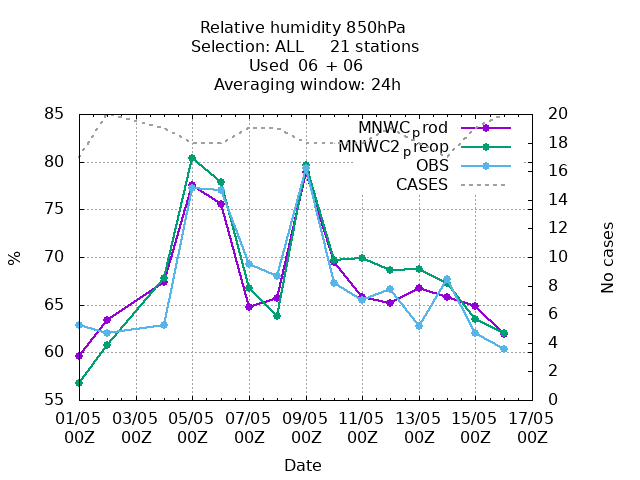 Relative humidity 850hPa
Selection: ALL 21 stations
Used 06 + 06
Averaging window: 24h
85 20
MNWCprod
18
MNWC2preop
80 16
OBS
CASES
75 14
12
70 10
%
No cases
8
65 6
60 4
2
55 0
01/05 03/05 05/05 07/05 09/05 11/05 13/05 15/05 17/05
00Z 00Z 00Z 00Z 00Z 00Z 00Z 00Z 00Z
Date